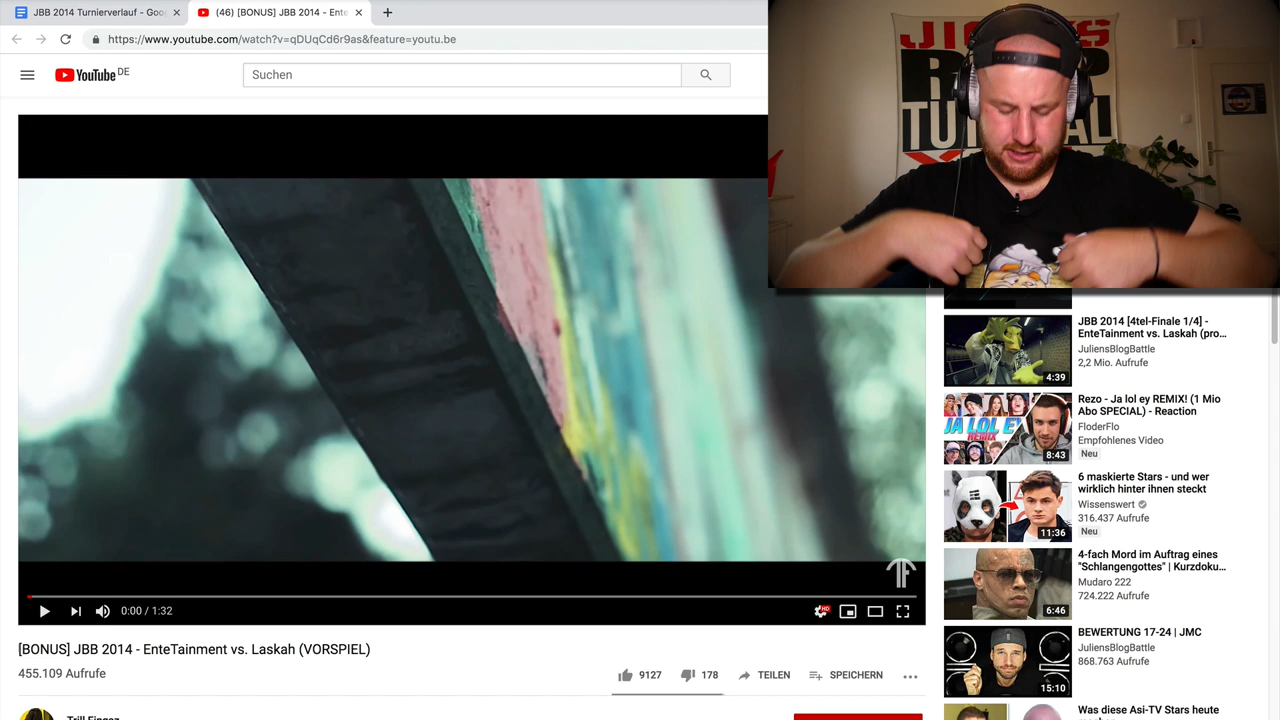 JBB 2014 Turnierverlauf - Goo
(46) [BONUS] JBB 2014 - Ente
https://www.youtube.com/wa
v=qDUqCd6r9as&f
=youtu.be
YouTube DE
Suchen
0:00 / 1:32
HD
[BONUS] JBB 2014 - EnteTainment vs. Laskah (VORSPIEL)
455.109 Aufrufe
9127
178
TEILEN
SPEICHERN
Trill Fingaz
JBB 2014 [4tel-Finale 1/4] -
EnteTainment vs. Laskah (pro...
JuliensBlogBattle
2,2 Mio. Aufrufe
4:39
Rezo - Ja lol ey REMIX! (1 Mio
Abo SPECIAL) - Reaction
FloderFlo
Empfohlenes Video
Neu
JA LOL EY
REMIX
8:43
6 maskierte Stars - und wer
wirklich hinter ihnen steckt
Wissenswert
316.437 Aufrufe
Neu
11:36
4-fach Mord im Auftrag eines
"Schlangengottes" | Kurzdoku...
Mudaro 222
724.222 Aufrufe
6:46
BEWERTUNG 17-24 | JMC
JuliensBlogBattle
868.763 Aufrufe
15:10
Was diese Asi-TV Stars heute